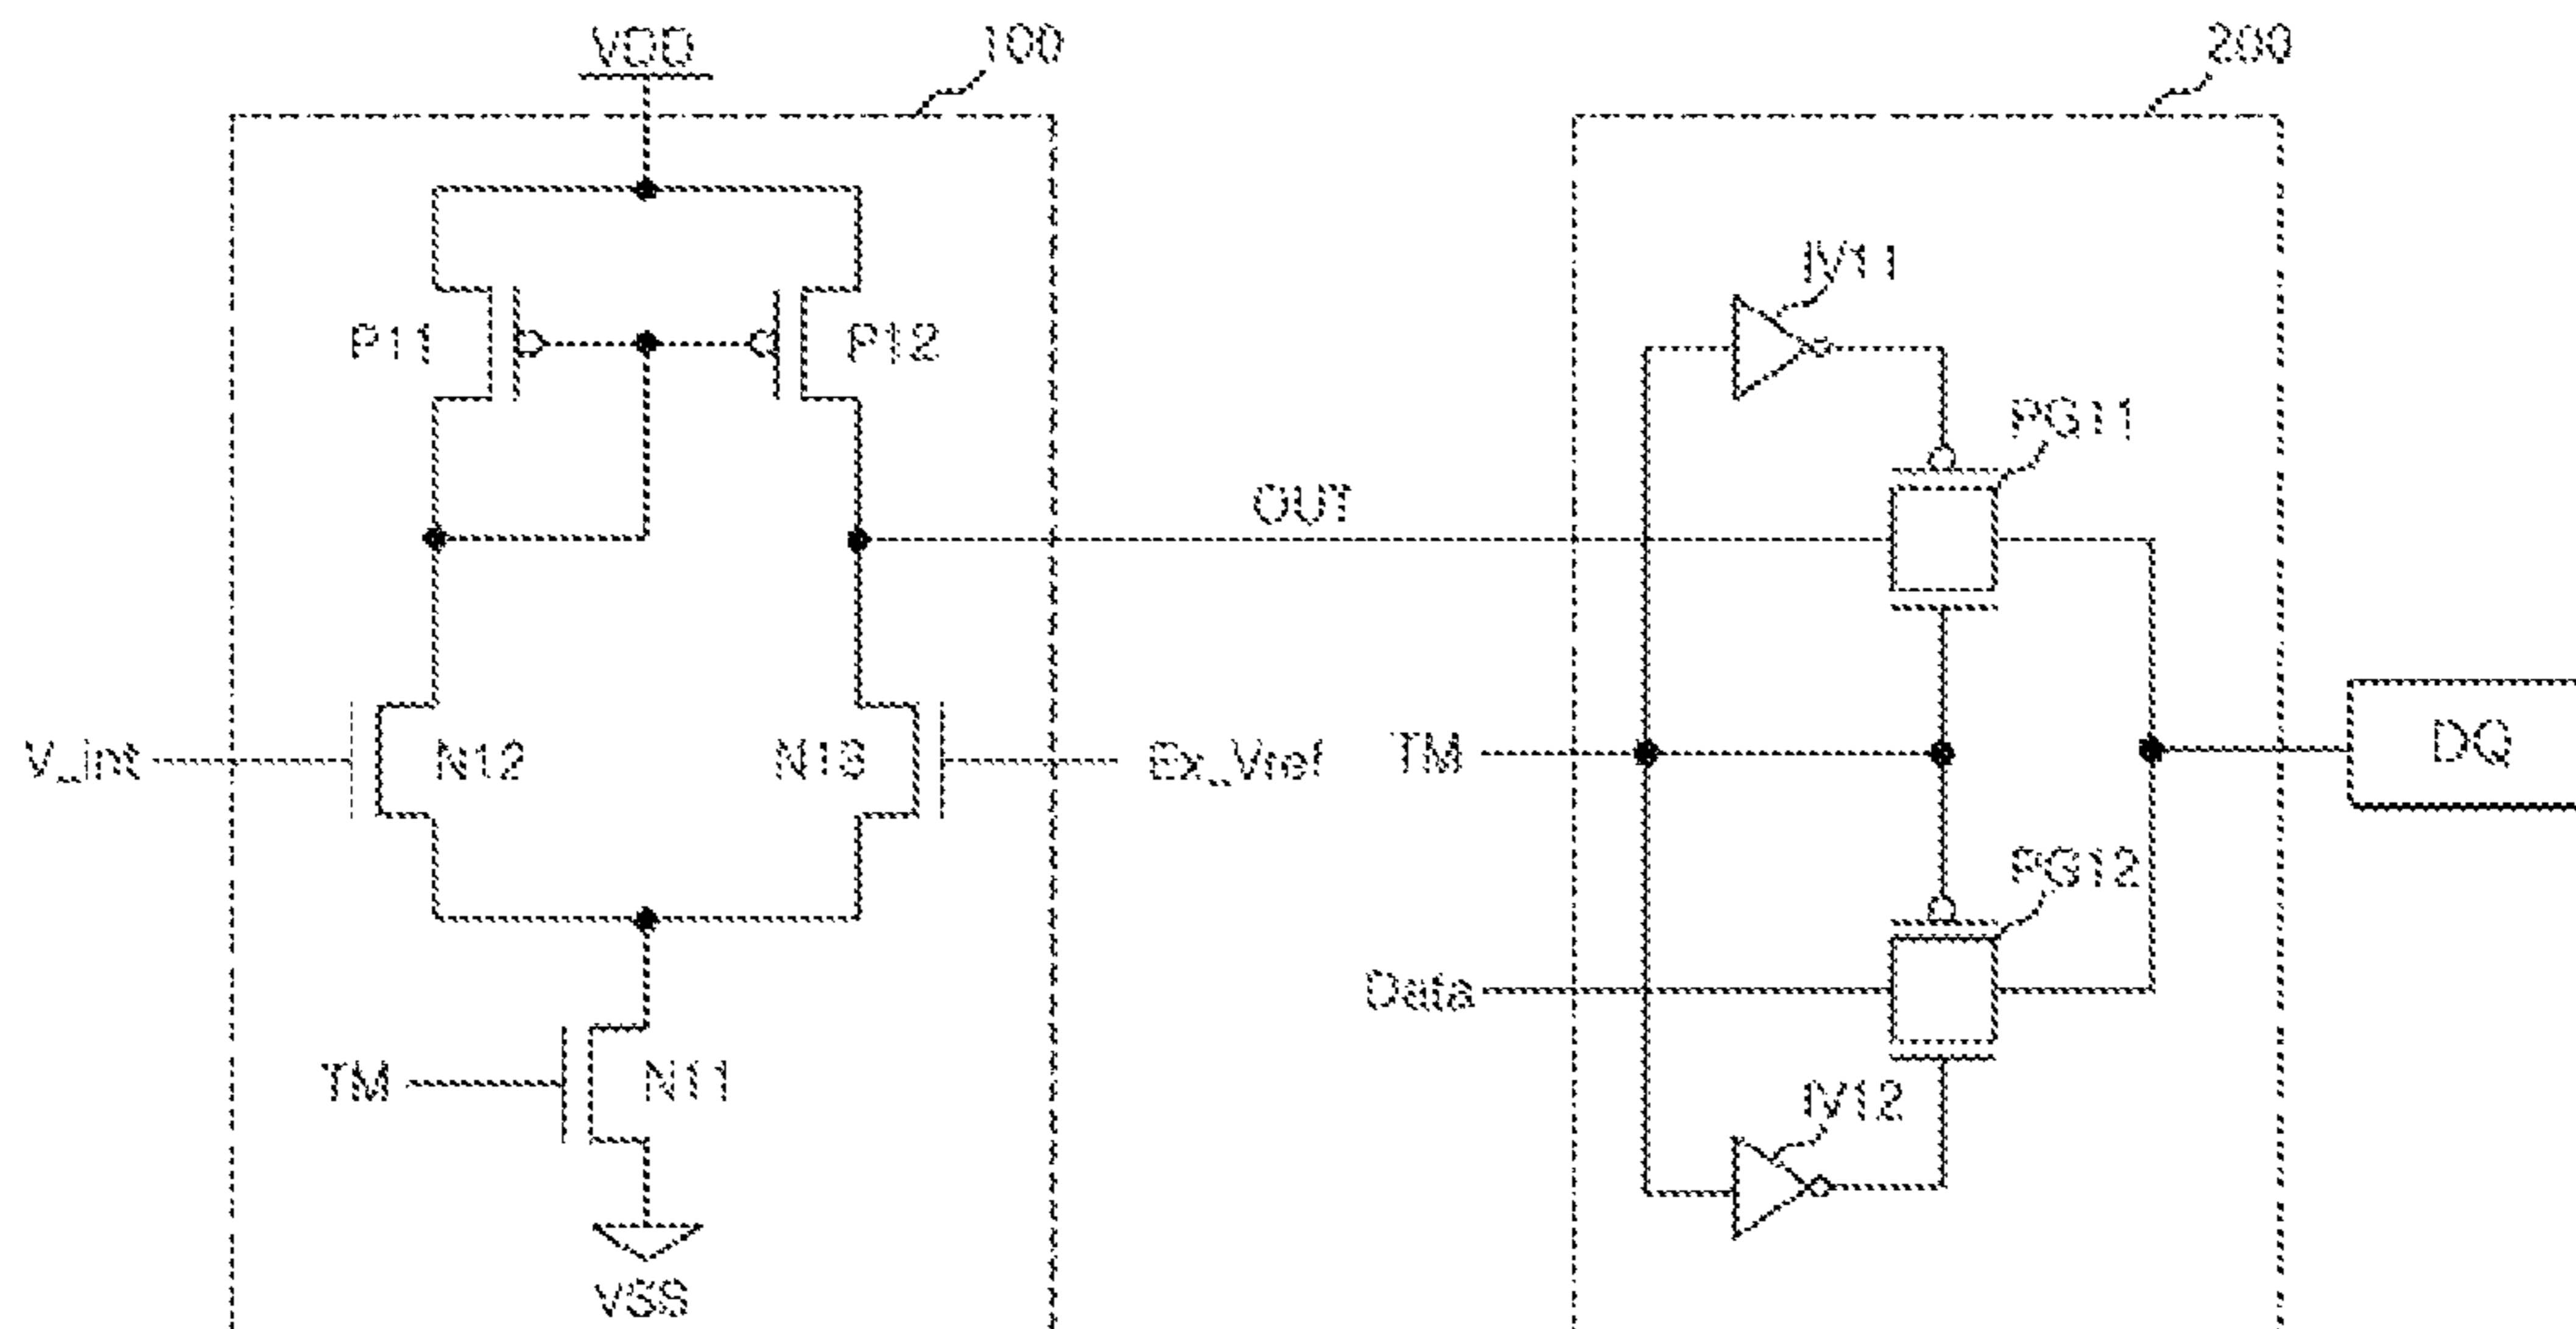 VDD
100
200
IV11
P11
P12
PG11
OUT
V_int
N12
N13
Ex_Vref
TM
DQ
PG12
Data
TM
N11
IV12
VSS